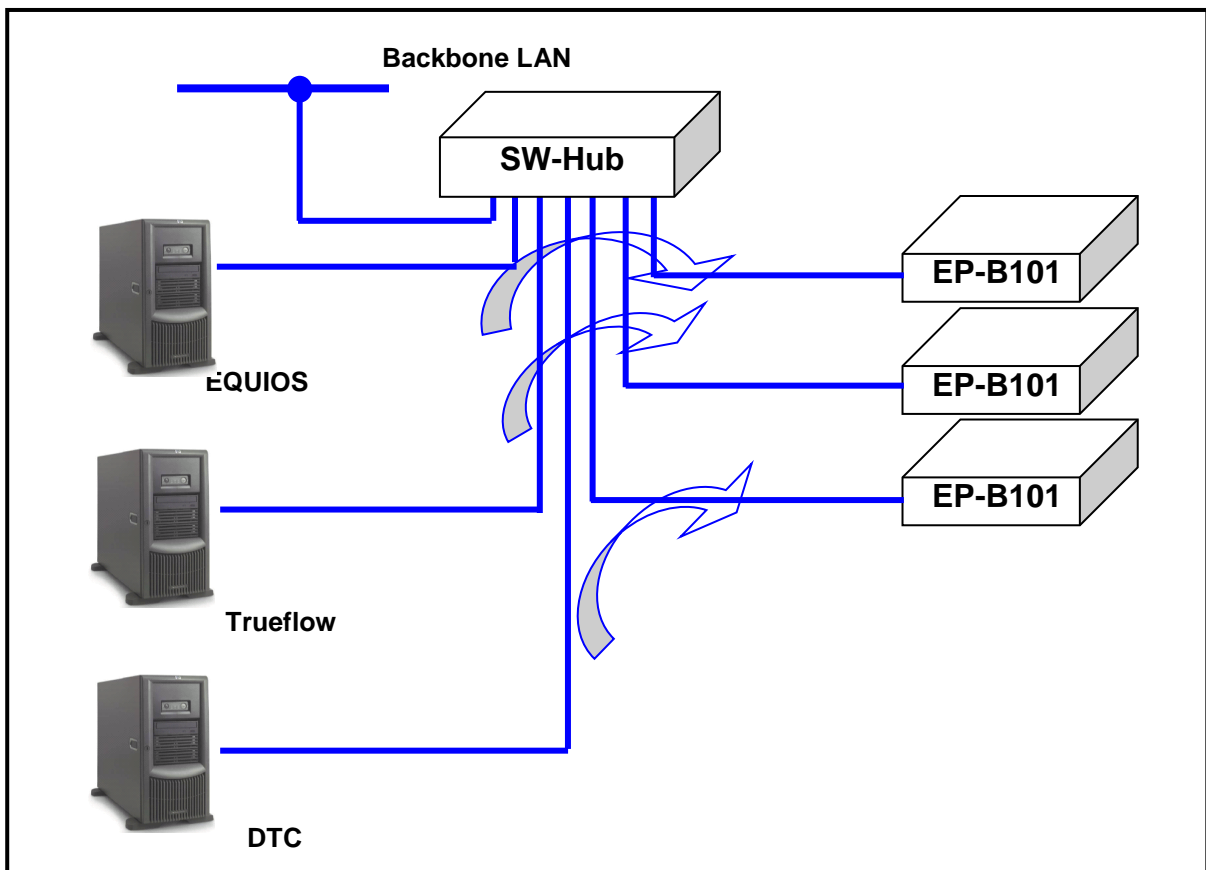 Backbone LAN
SW-Hub
EP-B101
EQUIOS
EP-B101
EP-B101
Trueflow
DTC